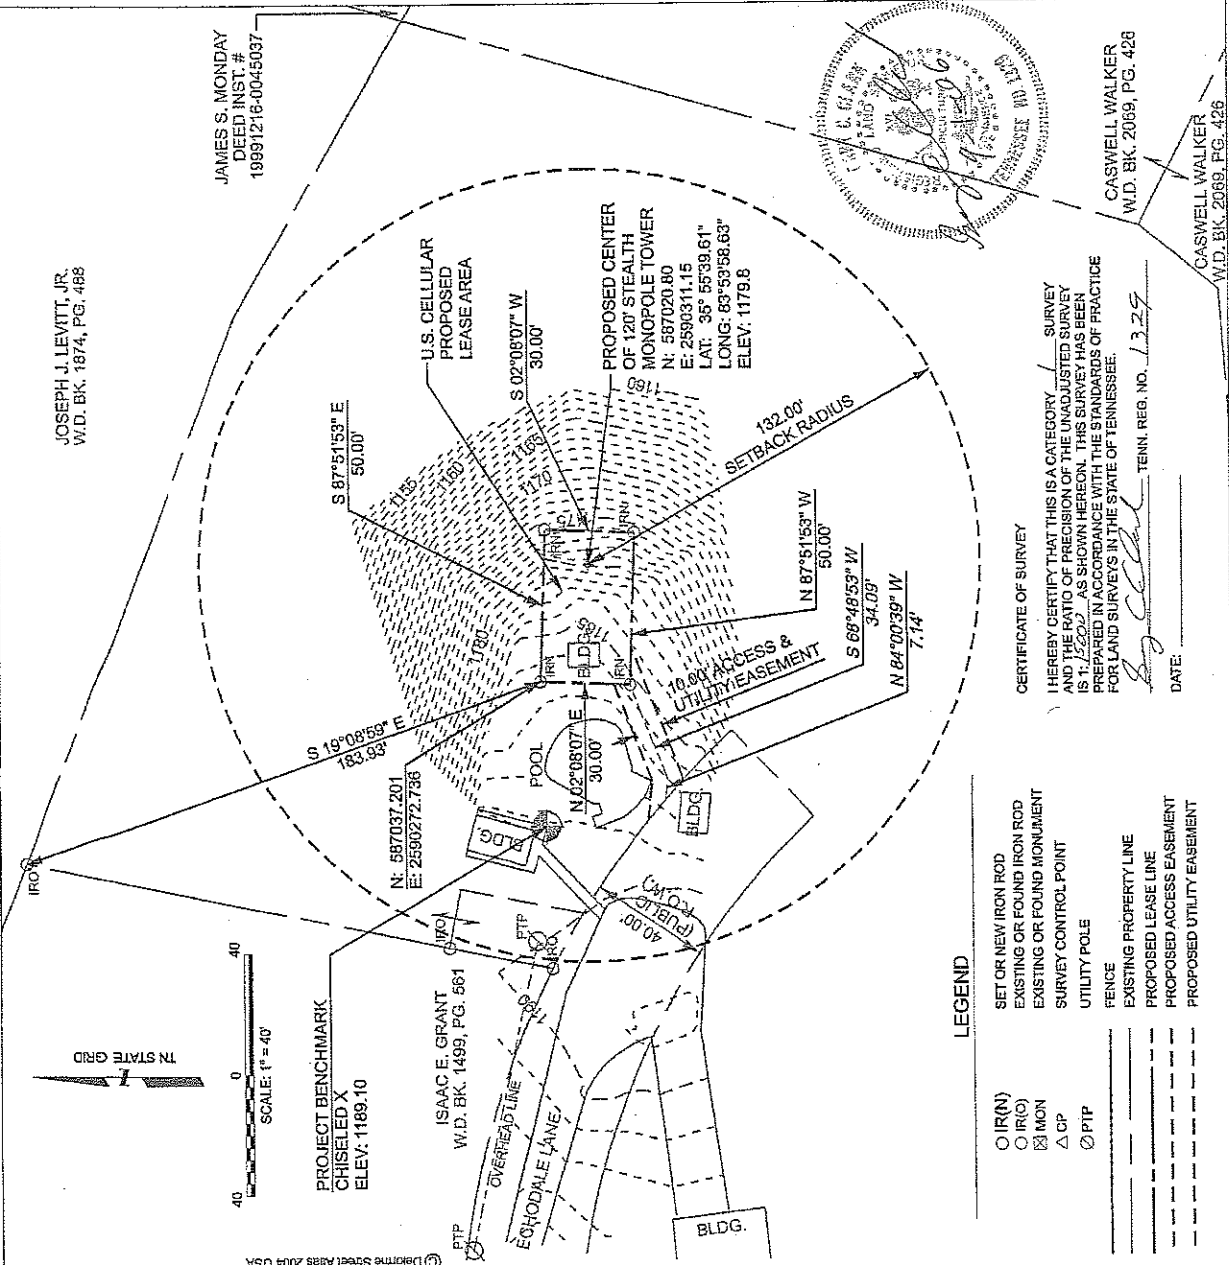 JAMES S. MONDAY
DEED INST. #
19991216-0045037
JOSEPH J. LEVITT, JR.
W.D. BK. 1874, PG. 488
TN STATE GRID
40
0
40
SCALE: 1" = 40'
PROJECT BENCHMARK
CHISELED X
ELEV: 1189.10
ISAAC E. GRANT
W.D. BK. 1499, PG. 561
IRO
S 19°08'59" E
183.93'
N: 587037.201
E: 2590272.736
S 87°51'53" E
50.00'
U.S. CELLULAR
PROPOSED
LEASE AREA
S 02°08'07" W
30.00'
PROPOSED CENTER
OF 120' STEALTH
MONOPOLE TOWER
N: 587020.80
E: 2590311.15
LAT: 35° 55'39.61"
LONG: 83°53'58.63"
ELEV: 1179.8
1155
1160
1165
1170
1175
1180
1185
1160
1190
IRN
IRN
IRN
IRN
BLDG.
POOL
N 02°08'07" E
30.00'
BLDG.
BLDG.
IRO
IRO
PTP
PTP
OVERHEAD LINE
ECHODALE LANE
40.00'
(PUBLIC
R.O.W.)
BLDG.
10.00' ACCESS &
UTILITY EASEMENT
N 87°51'53" W
50.00'
S 68°48'53" W
34.09'
N 84°00'39" W
7.14'
132.00'
SETBACK RADIUS
CASWELL WALKER
W.D. BK. 2069, PG. 426
CASWELL WALKER
W.D. BK. 2069, PG. 426
LAND
TENNESSEE NO. 1329
CERTIFICATE OF SURVEY
I HEREBY CERTIFY THAT THIS IS A CATEGORY 1 SURVEY
AND THE RATIO OF PRECISION OF THE UNADJUSTED SURVEY
IS 1: 15000 AS SHOWN HEREON. THIS SURVEY HAS BEEN
PREPARED IN ACCORDANCE WITH THE STANDARDS OF PRACTICE
FOR LAND SURVEYS IN THE STATE OF TENNESSEE.
TENN. REG. NO. 1329
DATE:
LEGEND
IR(N) SET OR NEW IRON ROD
IR(O) EXISTING OR FOUND IRON ROD
MON EXISTING OR FOUND MONUMENT
CP SURVEY CONTROL POINT
PTP UTILITY POLE
FENCE
EXISTING PROPERTY LINE
PROPOSED LEASE LINE
PROPOSED ACCESS EASEMENT
PROPOSED UTILITY EASEMENT
© Delorme Street Atlas 2004 USA